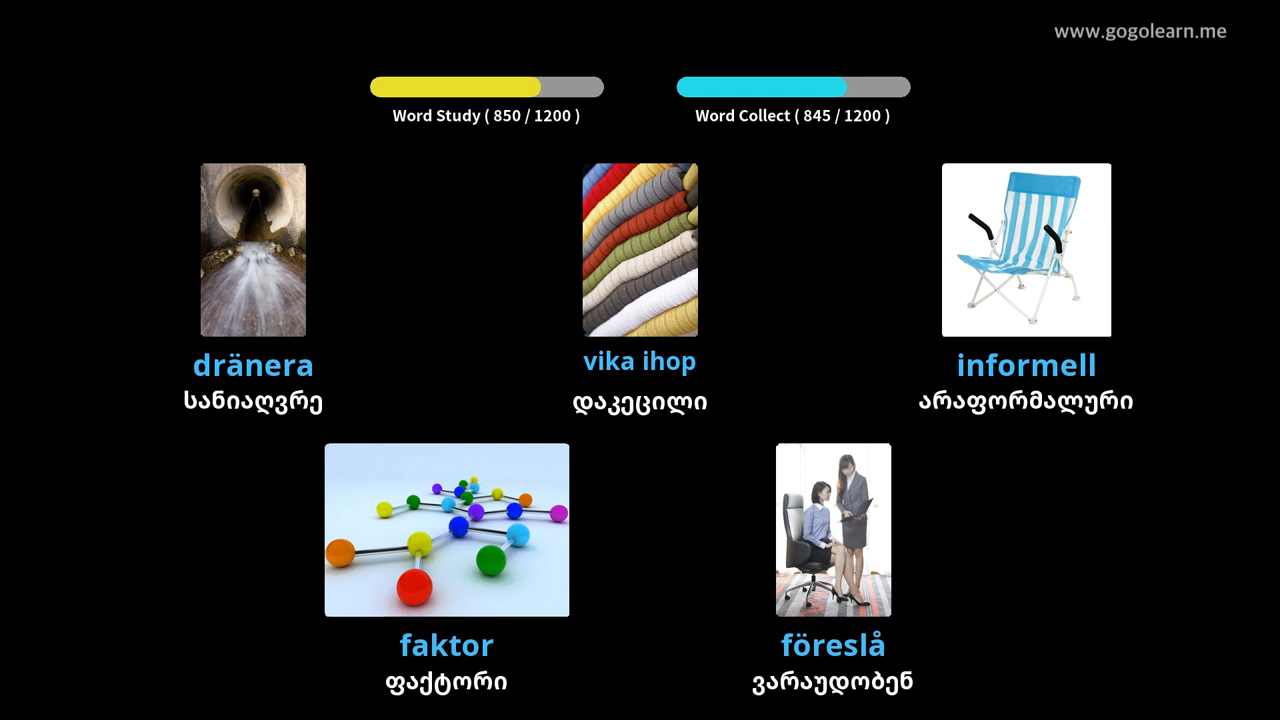 www.gogolearn.me
Word Study ( 850 / 1200 )
Word Collect ( 845 / 1200 )
dränera
სანიაღვრე
vika ihop
დაკეცილი
informell
არაფორმალური
faktor
ფაქტორი
föreslå
ვარაუდობენ